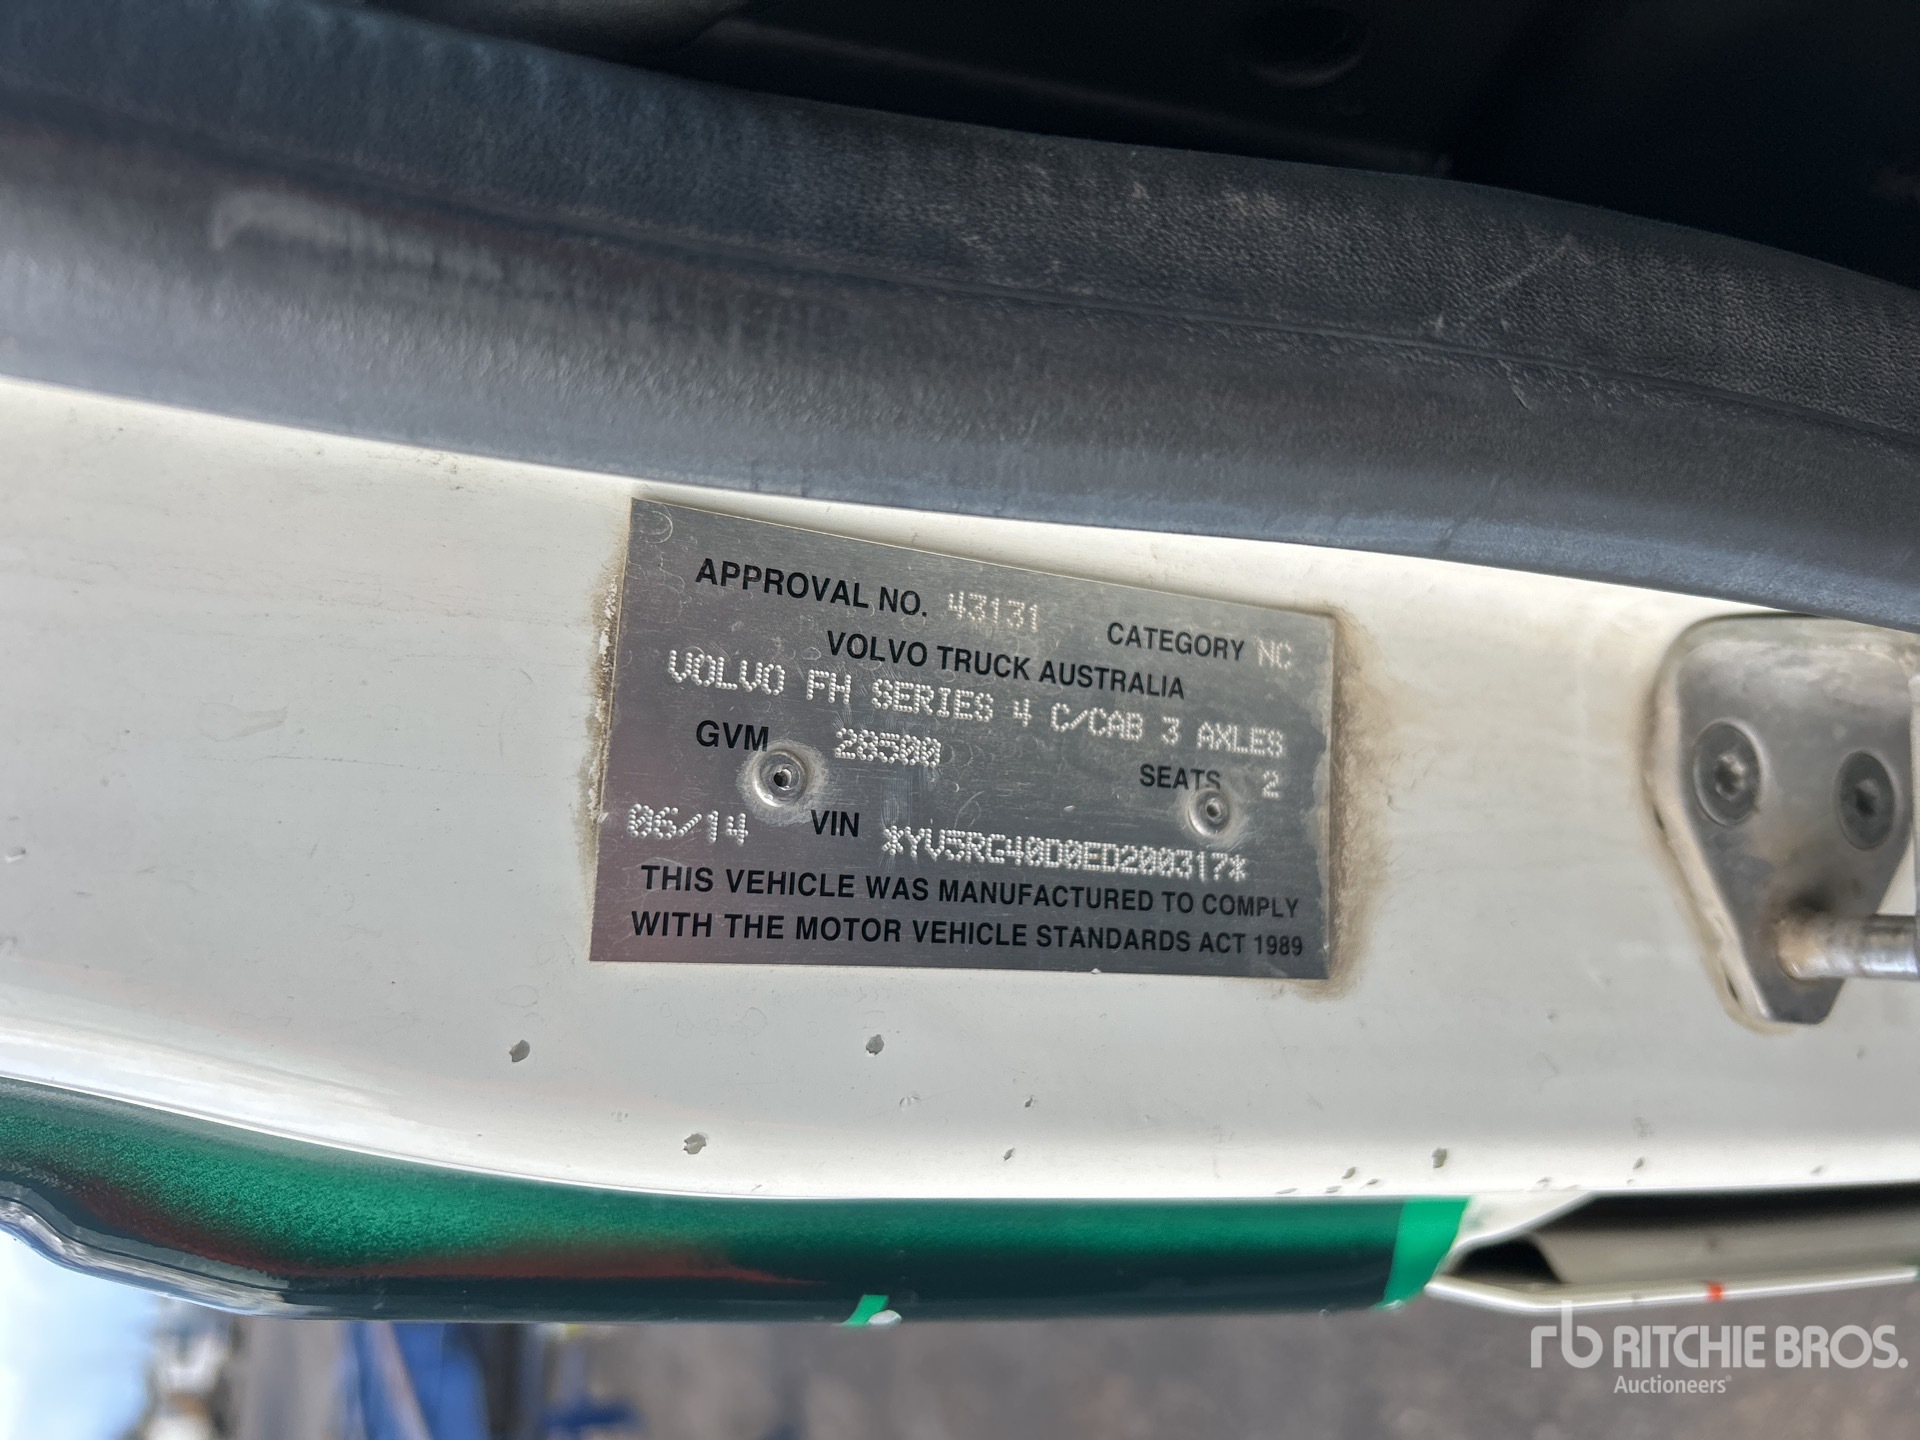 APPROVAL NO. 43131 CATEGORY NC
VOLVO TRUCK AUSTRALIA
VOLVO FH SERIES 4 C/CAB 3 AXLES
GVM 28500 SEATS 2
06/14 VIN *YV5RG40D0ED200317*
THIS VEHICLE WAS MANUFACTURED TO COMPLY
WITH THE MOTOR VEHICLE STANDARDS ACT 1989
rb RITCHIE BROS.
Auctioneers